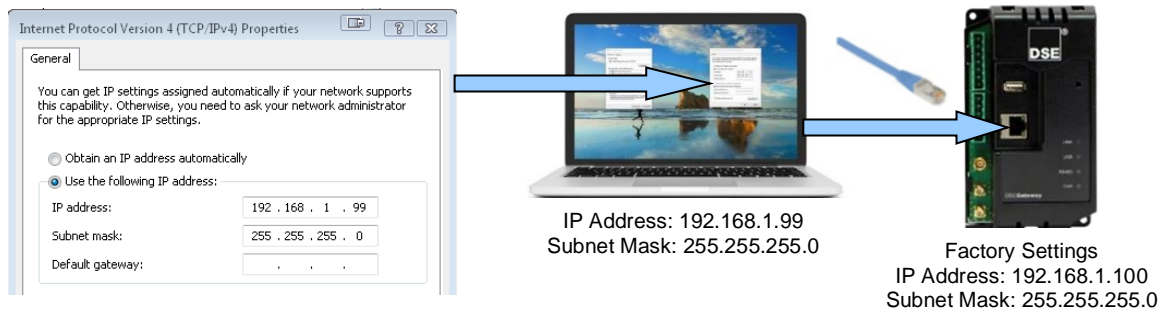 Internet Protocol Version 4 (TCP/IPv4) Properties
General
You can get IP settings assigned automatically if your network supports
this capability. Otherwise, you need to ask your network administrator
for the appropriate IP settings.
Obtain an IP address automatically
Use the following IP address:
IP address: 192 . 168 . 1 . 99
Subnet mask: 255 . 255 . 255 . 0
Default gateway: . . .
IP Address: 192.168.1.99
Subnet Mask: 255.255.255.0
DSE
Factory Settings
IP Address: 192.168.1.100
Subnet Mask: 255.255.255.0